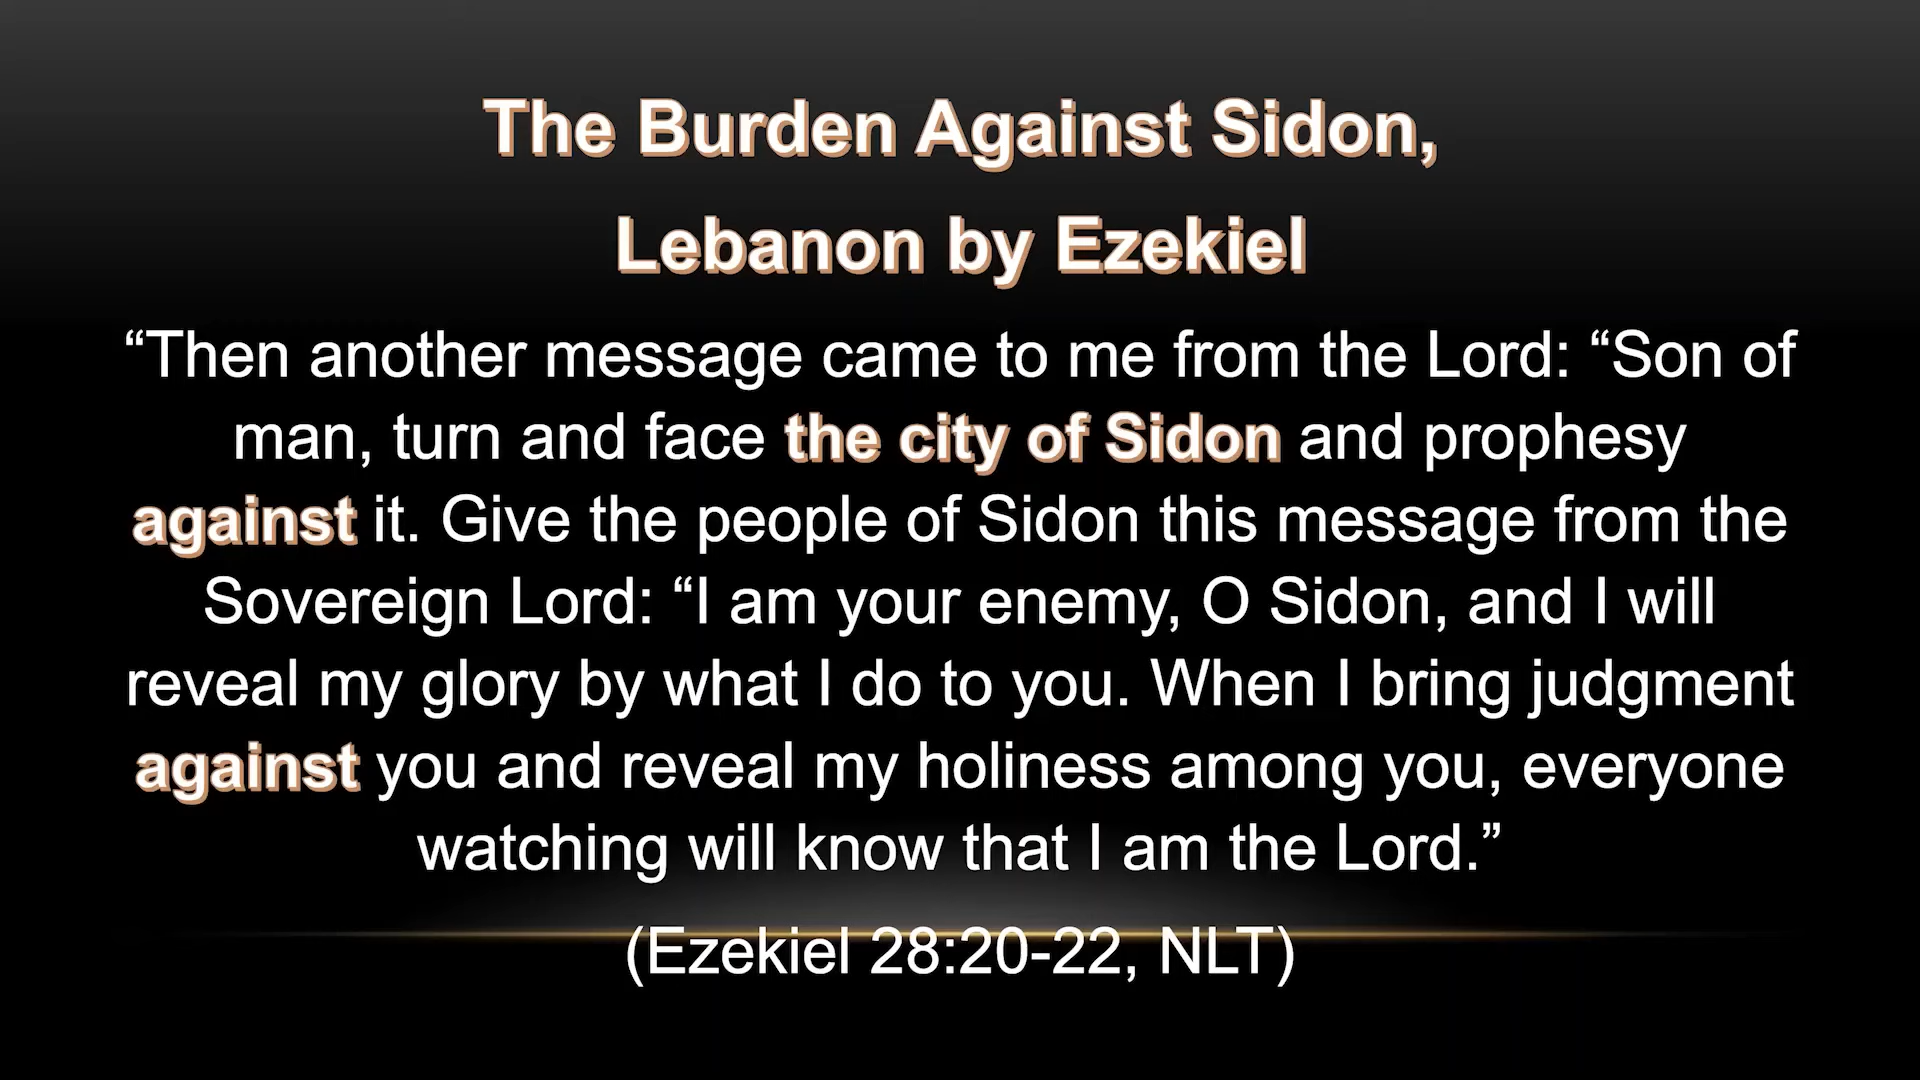 The Burden Against Sidon,
Lebanon by Ezekiel
“Then another message came to me from the Lord: “Son of
man, turn and face the city of Sidon and prophesy
against it. Give the people of Sidon this message from the
Sovereign Lord: “I am your enemy, O Sidon, and I will
reveal my glory by what I do to you. When I bring judgment
against you and reveal my holiness among you, everyone
watching will know that I am the Lord.”
(Ezekiel 28:20-22, NLT)